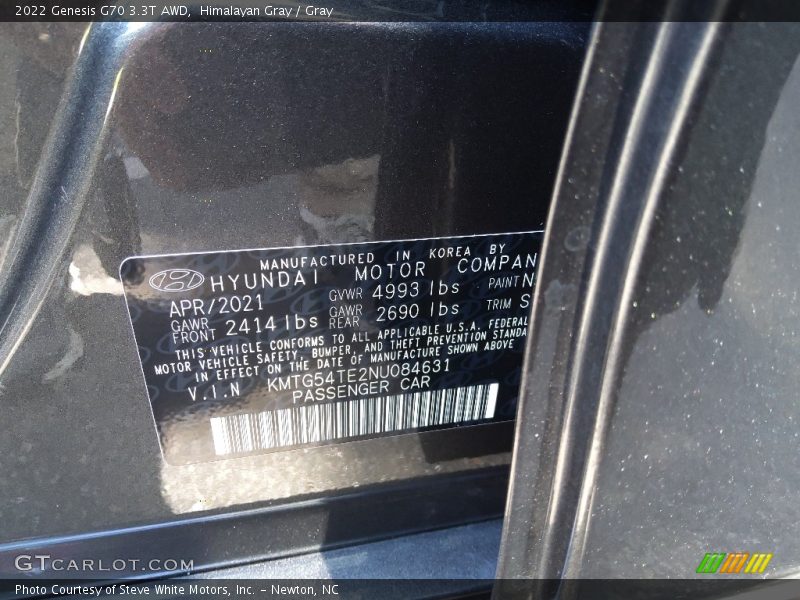 2022 Genesis G70 3.3T AWD, Himalayan Gray / Gray
MANUFACTURED IN KOREA BY
HYUNDAI MOTOR COMPAN
APR/2021 GVWR 4993 lbs PAINT N
GAWR FRONT 2414 lbs GAWR REAR 2690 lbs TRIM S
THIS VEHICLE CONFORMS TO ALL APPLICABLE U.S.A. FEDERAL
MOTOR VEHICLE SAFETY, BUMPER, AND THEFT PREVENTION STANDA
IN EFFECT ON THE DATE OF MANUFACTURE SHOWN ABOVE
V.I.N KMTG54TE2NU084631
PASSENGER CAR
GTCARLOT.COM
Photo Courtesy of Steve White Motors, Inc. – Newton, NC